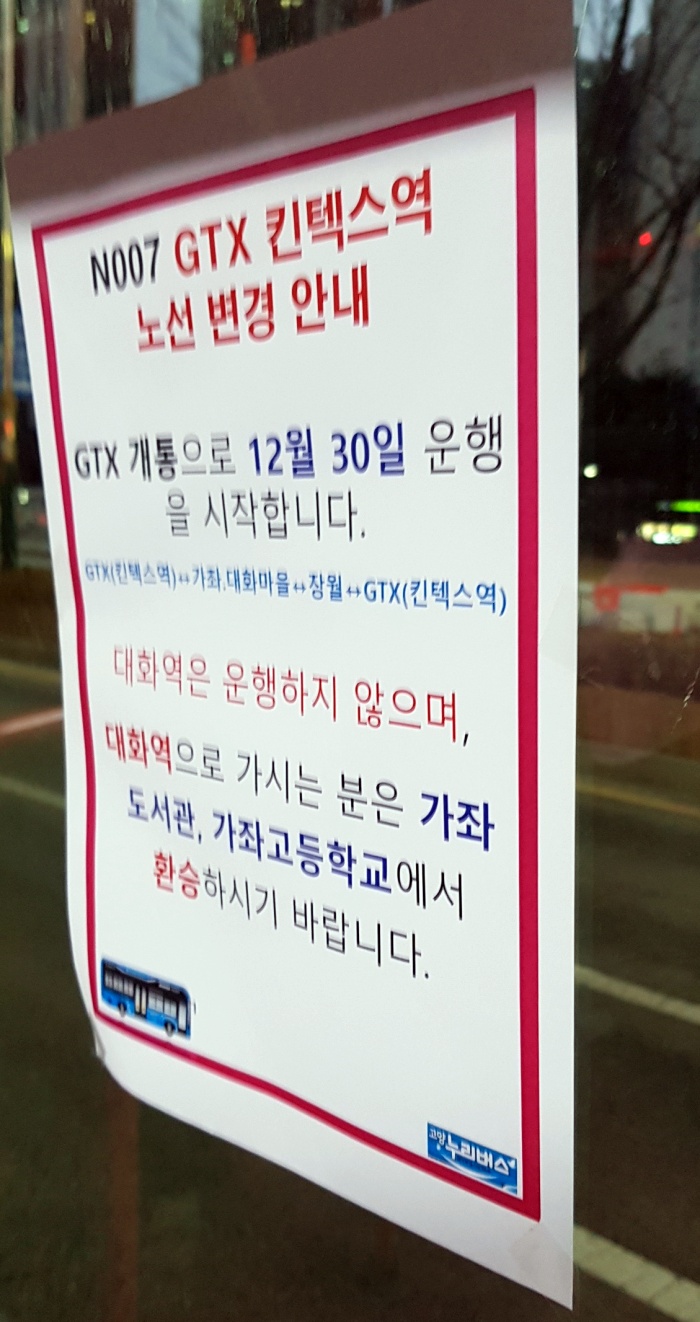 N007 GTX 킨텍스역
노선 변경 안내
GTX 개통으로 12월 30일 운행
을 시작합니다.
GTX(킨텍스역)↔가좌.대화마을↔장월↔GTX(킨텍스역)
대화역은 운행하지 않으며,
대화역으로 가시는 분은 가좌
도서관, 가좌고등학교에서
환승하시기 바랍니다.
고양누리버스